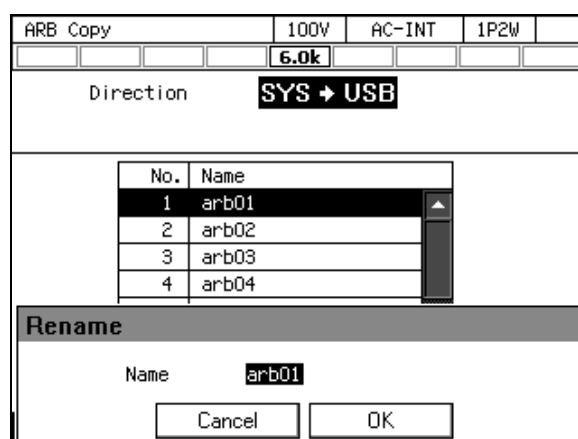 ARB Copy 100V AC-INT 1P2W
6.0k
Direction SYS → USB
No. Name
1 arb01
2 arb02
3 arb03
4 arb04
Rename
Name arb01
Cancel OK